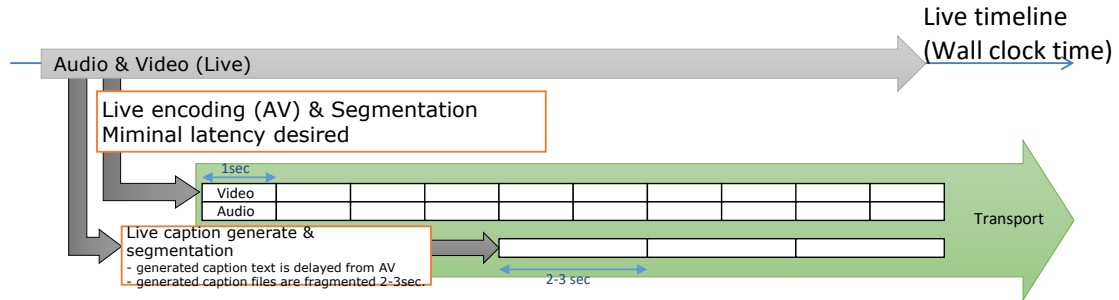 Live timeline
(Wall clock time)
Audio & Video (Live)
Live encoding (AV) & Segmentation
Miminal latency desired
1sec
Video
Audio
Transport
Live caption generate &
segmentation
- generated caption text is delayed from AV
- generated caption files are fragmented 2-3sec.
2-3 sec